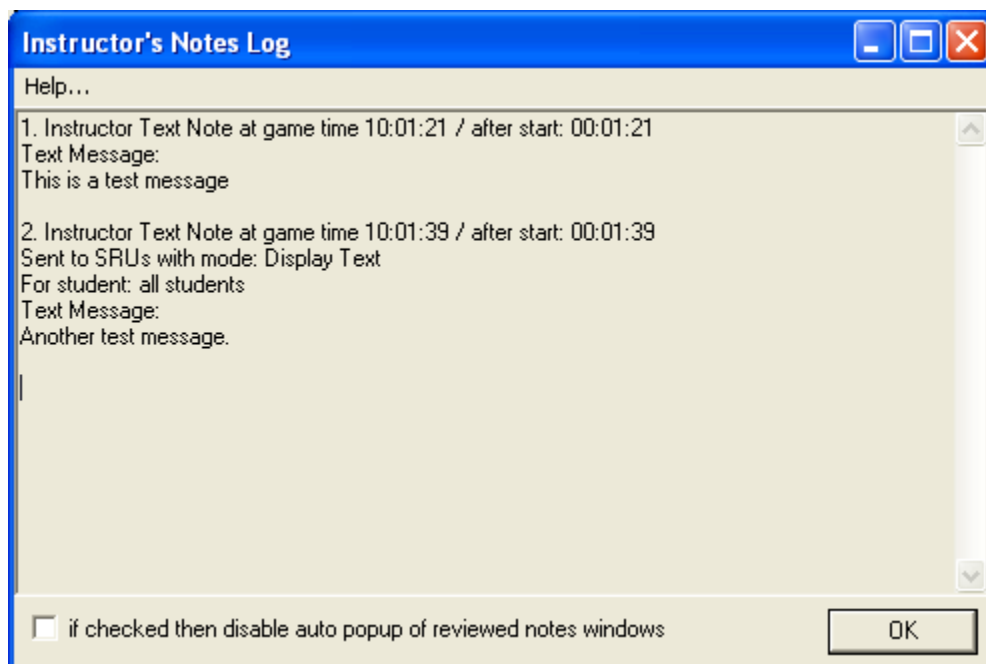 Instructor's Notes Log
Help...
1. Instructor Text Note at game time 10:01:21 / after start: 00:01:21
Text Message:
This is a test message
2. Instructor Text Note at game time 10:01:39 / after start: 00:01:39
Sent to SRUs with mode: Display Text
For student: all students
Text Message:
Another test message.
if checked then disable auto popup of reviewed notes windows
OK